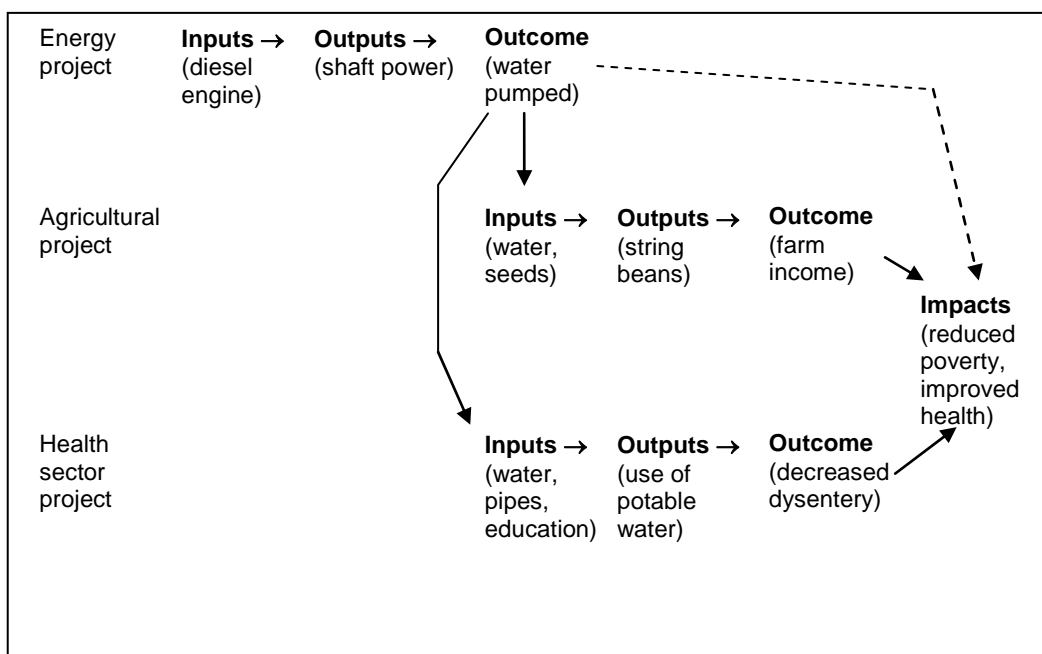 Energy
project
Inputs →
(diesel
engine)
Outputs →
(shaft power)
Outcome
(water
pumped)
Agricultural
project
Inputs →
(water,
seeds)
Outputs →
(string
beans)
Outcome
(farm
income)
Impacts
(reduced
poverty,
improved
health)
Health
sector
project
Inputs →
(water,
pipes,
education)
Outputs →
(use of
potable
water)
Outcome
(decreased
dysentery)